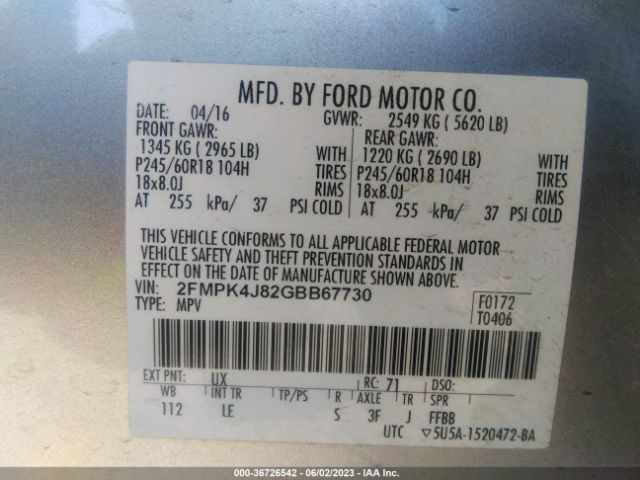 MFD. BY FORD MOTOR CO.
DATE: 04/16 GVWR: 2549 KG ( 5620 LB)
FRONT GAWR: REAR GAWR:
1345 KG ( 2965 LB) WITH 1220 KG ( 2690 LB) WITH
P245/60R18 104H TIRES P245/60R18 104H TIRES
18x8.0J RIMS 18x8.0J RIMS
AT 255 kPa/ 37 PSI COLD AT 255 kPa/ 37 PSI COLD
THIS VEHICLE CONFORMS TO ALL APPLICABLE FEDERAL MOTOR
VEHICLE SAFETY AND THEFT PREVENTION STANDARDS IN
EFFECT ON THE DATE OF MANUFACTURE SHOWN ABOVE.
VIN: 2FMPK4J82GBB67730
TYPE: MPV
F0172
T0406
EXT PNT: UX RC: 71 DSO:
WB INT TR TP/PS R AXLE TR SPR
112 LE S 3F J FFBB
UTC ▽5U5A-1520472-BA
000-36726542 | 06/02/2023 | IAA Inc.